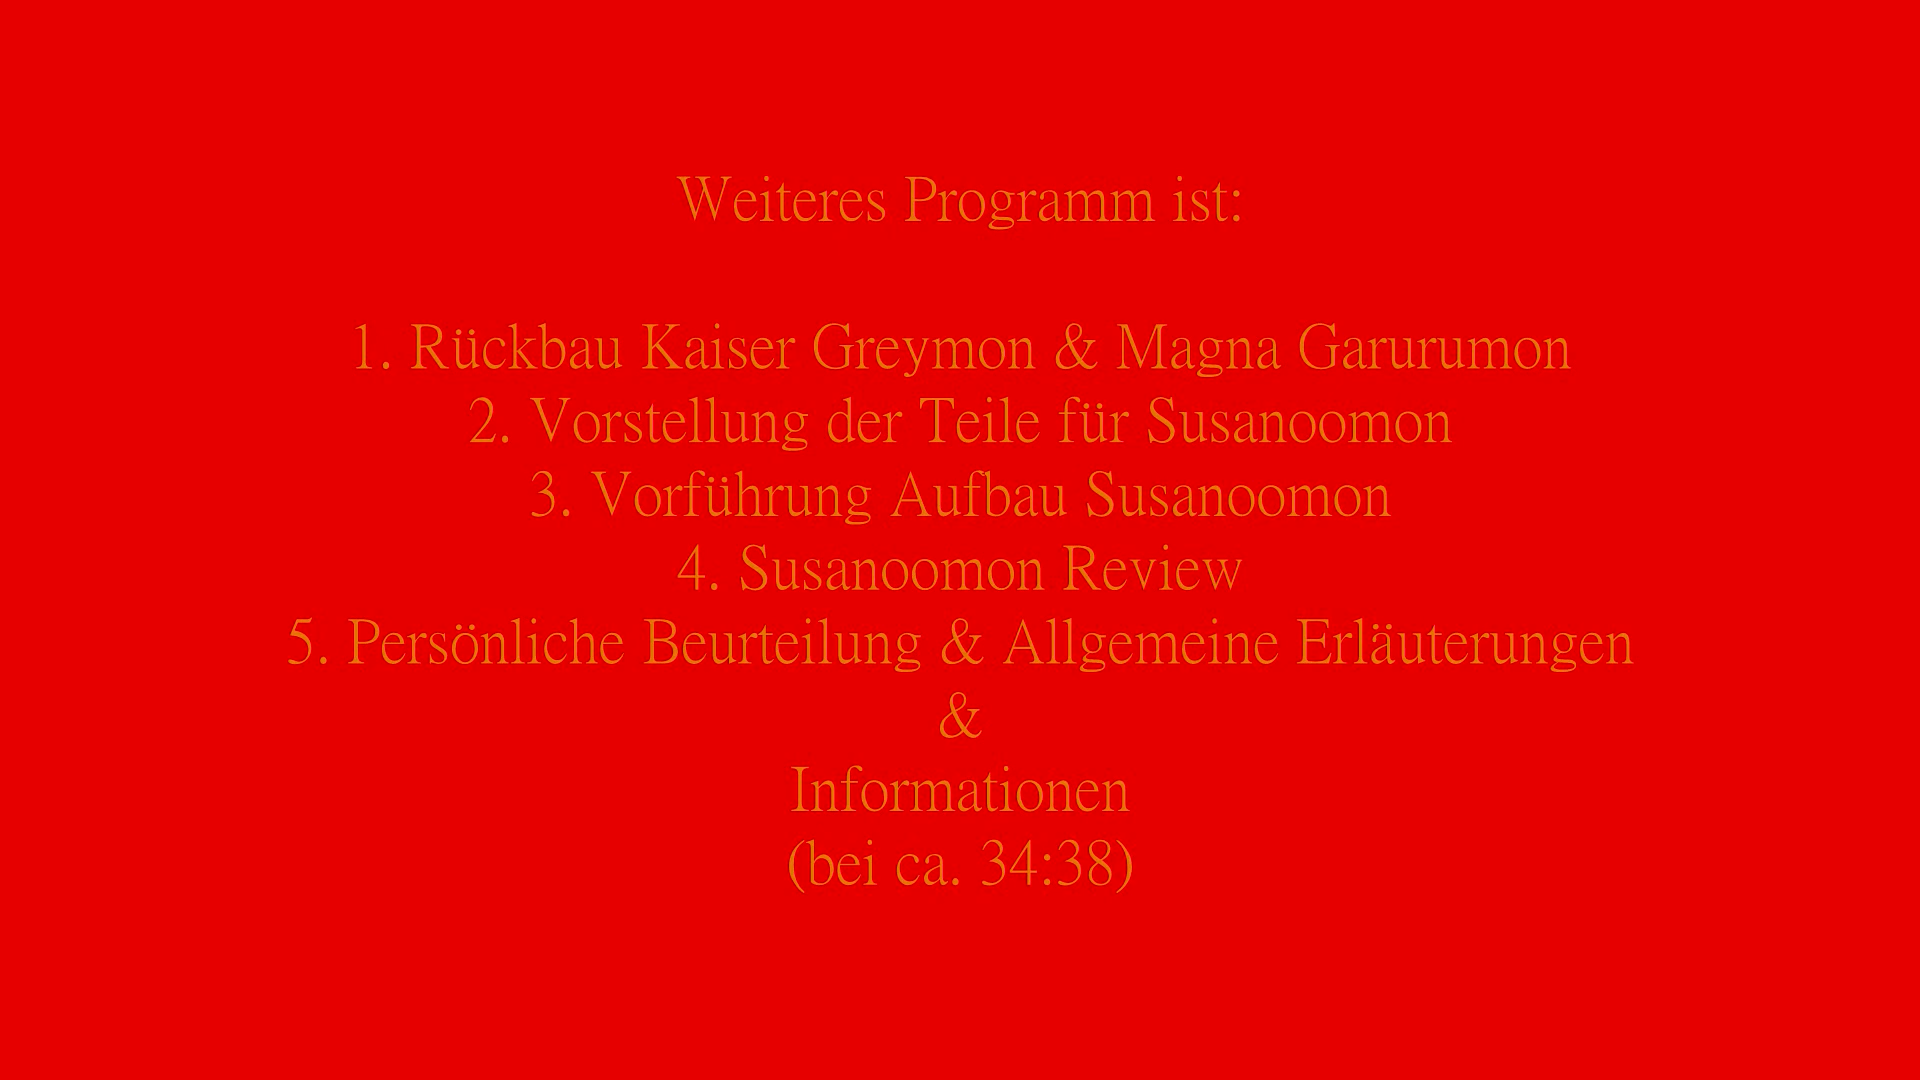 Weiteres Programm ist:
1. Rückbau Kaiser Greymon & Magna Garurumon
2. Vorstellung der Teile für Susanoomon
3. Vorführung Aufbau Susanoomon
4. Susanoomon Review
5. Persönliche Beurteilung & Allgemeine Erläuterungen
&
Informationen
(bei ca. 34:38)